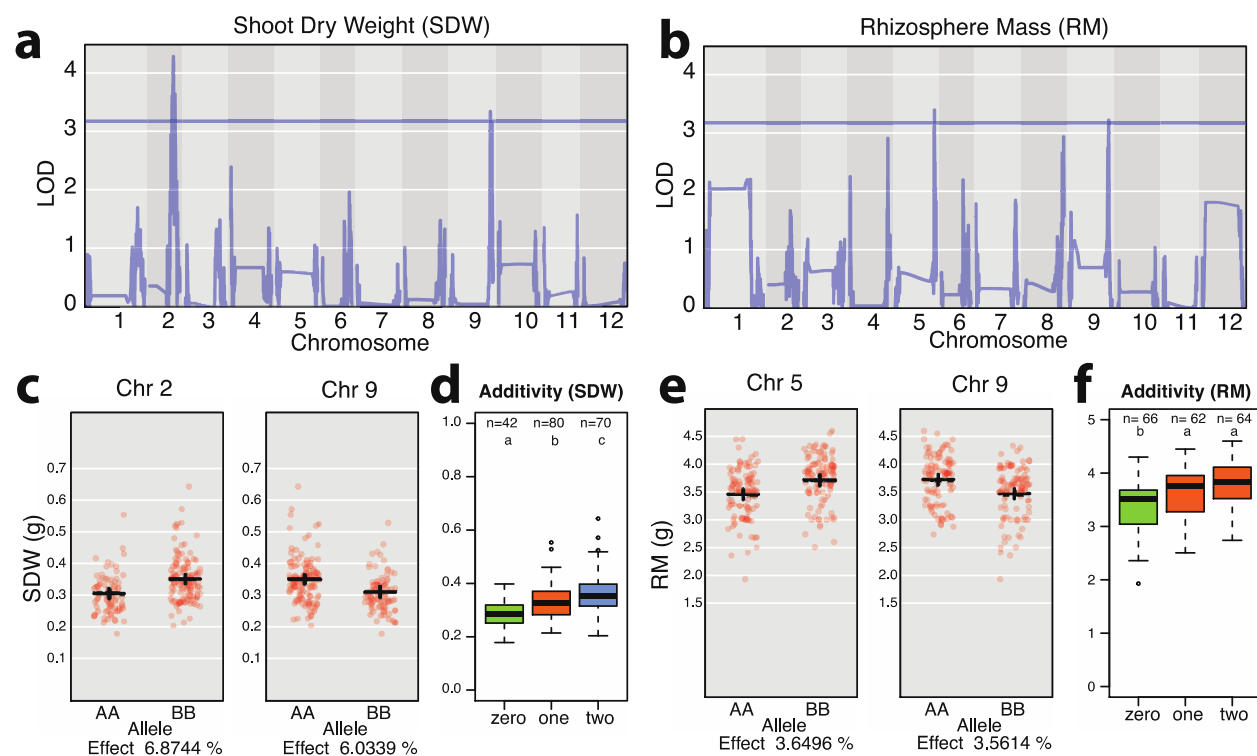 a
Shoot Dry Weight (SDW)
LOD
4
3
2
1
0
1 2 3 4 5 6 7 8 9 10 11 12
Chromosome
b
Rhizosphere Mass (RM)
LOD
4
3
2
1
0
1 2 3 4 5 6 7 8 9 10 11 12
Chromosome
c
Chr 2
SDW (g)
0.7
0.6
0.5
0.4
0.3
0.2
0.1
AA BB
Allele
Effect 6.8744 %
Chr 9
0.7
0.6
0.5
0.4
0.3
0.2
0.1
AA BB
Allele
Effect 6.0339 %
d
Additivity (SDW)
n=42 n=80 n=70
a b c
1.0
0.8
0.6
0.4
0.2
0.0
zero one two
e
Chr 5
RM (g)
4.5
4.0
3.5
3.0
2.5
2.0
1.5
AA BB
Allele
Effect 3.6496 %
Chr 9
4.5
4.0
3.5
3.0
2.7
2.0
1.5
AA BB
Allele
Effect 3.5614 %
f
Additivity (RM)
n= 66 n= 62 n= 64
b a a
5
4
3
2
1
0
zero one two